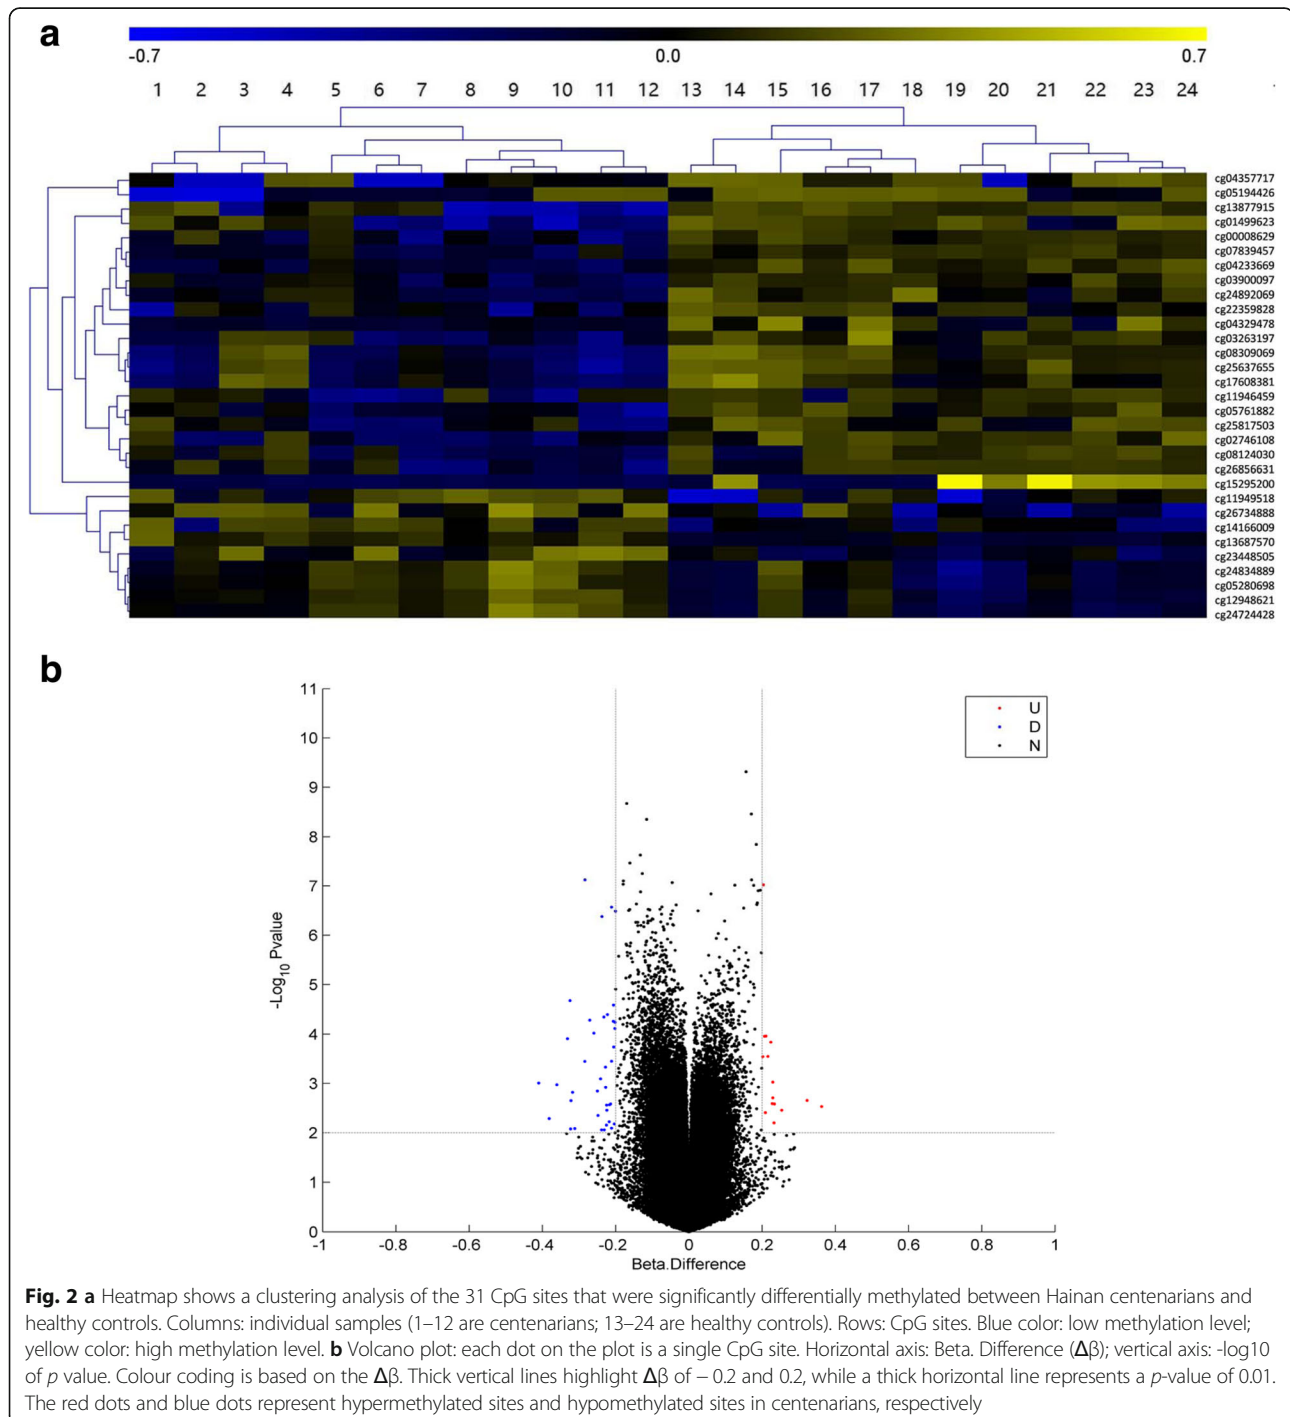 a
-0.7 0.0 0.7
1 2 3 4 5 6 7 8 9 10 11 12 13 14 15 16 17 18 19 20 21 22 23 24
cg04357717
cg05194426
cg13877915
cg01499623
cg00008629
cg07839457
cg04233669
cg03900097
cg24892069
cg22359828
cg04329478
cg03263197
cg08309069
cg25637655
cg17608381
cg11946459
cg05761882
cg25817503
cg02746108
cg08124030
cg26856631
cg15295200
cg11949518
cg26734888
cg14166009
cg13687570
cg23448505
cg24834889
cg05280698
cg12948621
cg24724428
b
11
10
9
8
7
6
5
4
3
2
1
0
-Log10 Pvalue
-1 -0.8 -0.6 -0.4 -0.2 0 0.2 0.4 0.6 0.8 1
Beta.Difference
U
D
N
Fig. 2 a Heatmap shows a clustering analysis of the 31 CpG sites that were significantly differentially methylated between Hainan centenarians and
healthy controls. Columns: individual samples (1–12 are centenarians; 13–24 are healthy controls). Rows: CpG sites. Blue color: low methylation level;
yellow color: high methylation level. b Volcano plot: each dot on the plot is a single CpG site. Horizontal axis: Beta. Difference (Δβ); vertical axis: -log10
of p value. Colour coding is based on the Δβ. Thick vertical lines highlight Δβ of − 0.2 and 0.2, while a thick horizontal line represents a p-value of 0.01.
The red dots and blue dots represent hypermethylated sites and hypomethylated sites in centenarians, respectively